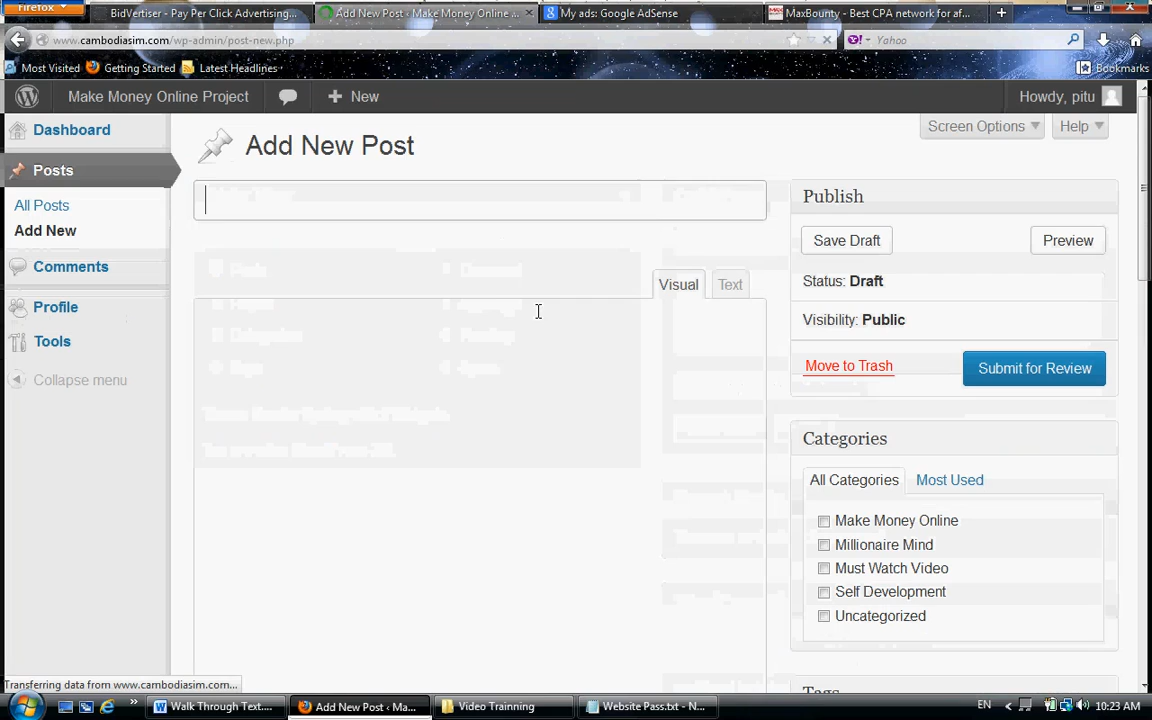 Firefox
BidVertiser - Pay Per Click Advertising...
Add New Post ‹ Make Money Online ...
My ads: Google AdSense
MaxBounty - Best CPA network for af...
www.cambodiasim.com/wp-admin/post-new.php
Yahoo
Most Visited
Getting Started
Latest Headlines
Bookmarks
Make Money Online Project
New
Howdy, pitu
Dashboard
Posts
All Posts
Add New
Comments
Profile
Tools
Collapse menu
Screen Options
Help
Add New Post
Visual
Text
Publish
Save Draft
Preview
Status: Draft
Visibility: Public
Move to Trash
Submit for Review
Categories
All Categories
Most Used
Make Money Online
Millionaire Mind
Must Watch Video
Self Development
Uncategorized
Tags
Transferring data from www.cambodiasim.com...
Walk Through Text....
Add New Post ‹ Ma...
Video Trainning
Website Pass.txt - N...
EN
10:23 AM